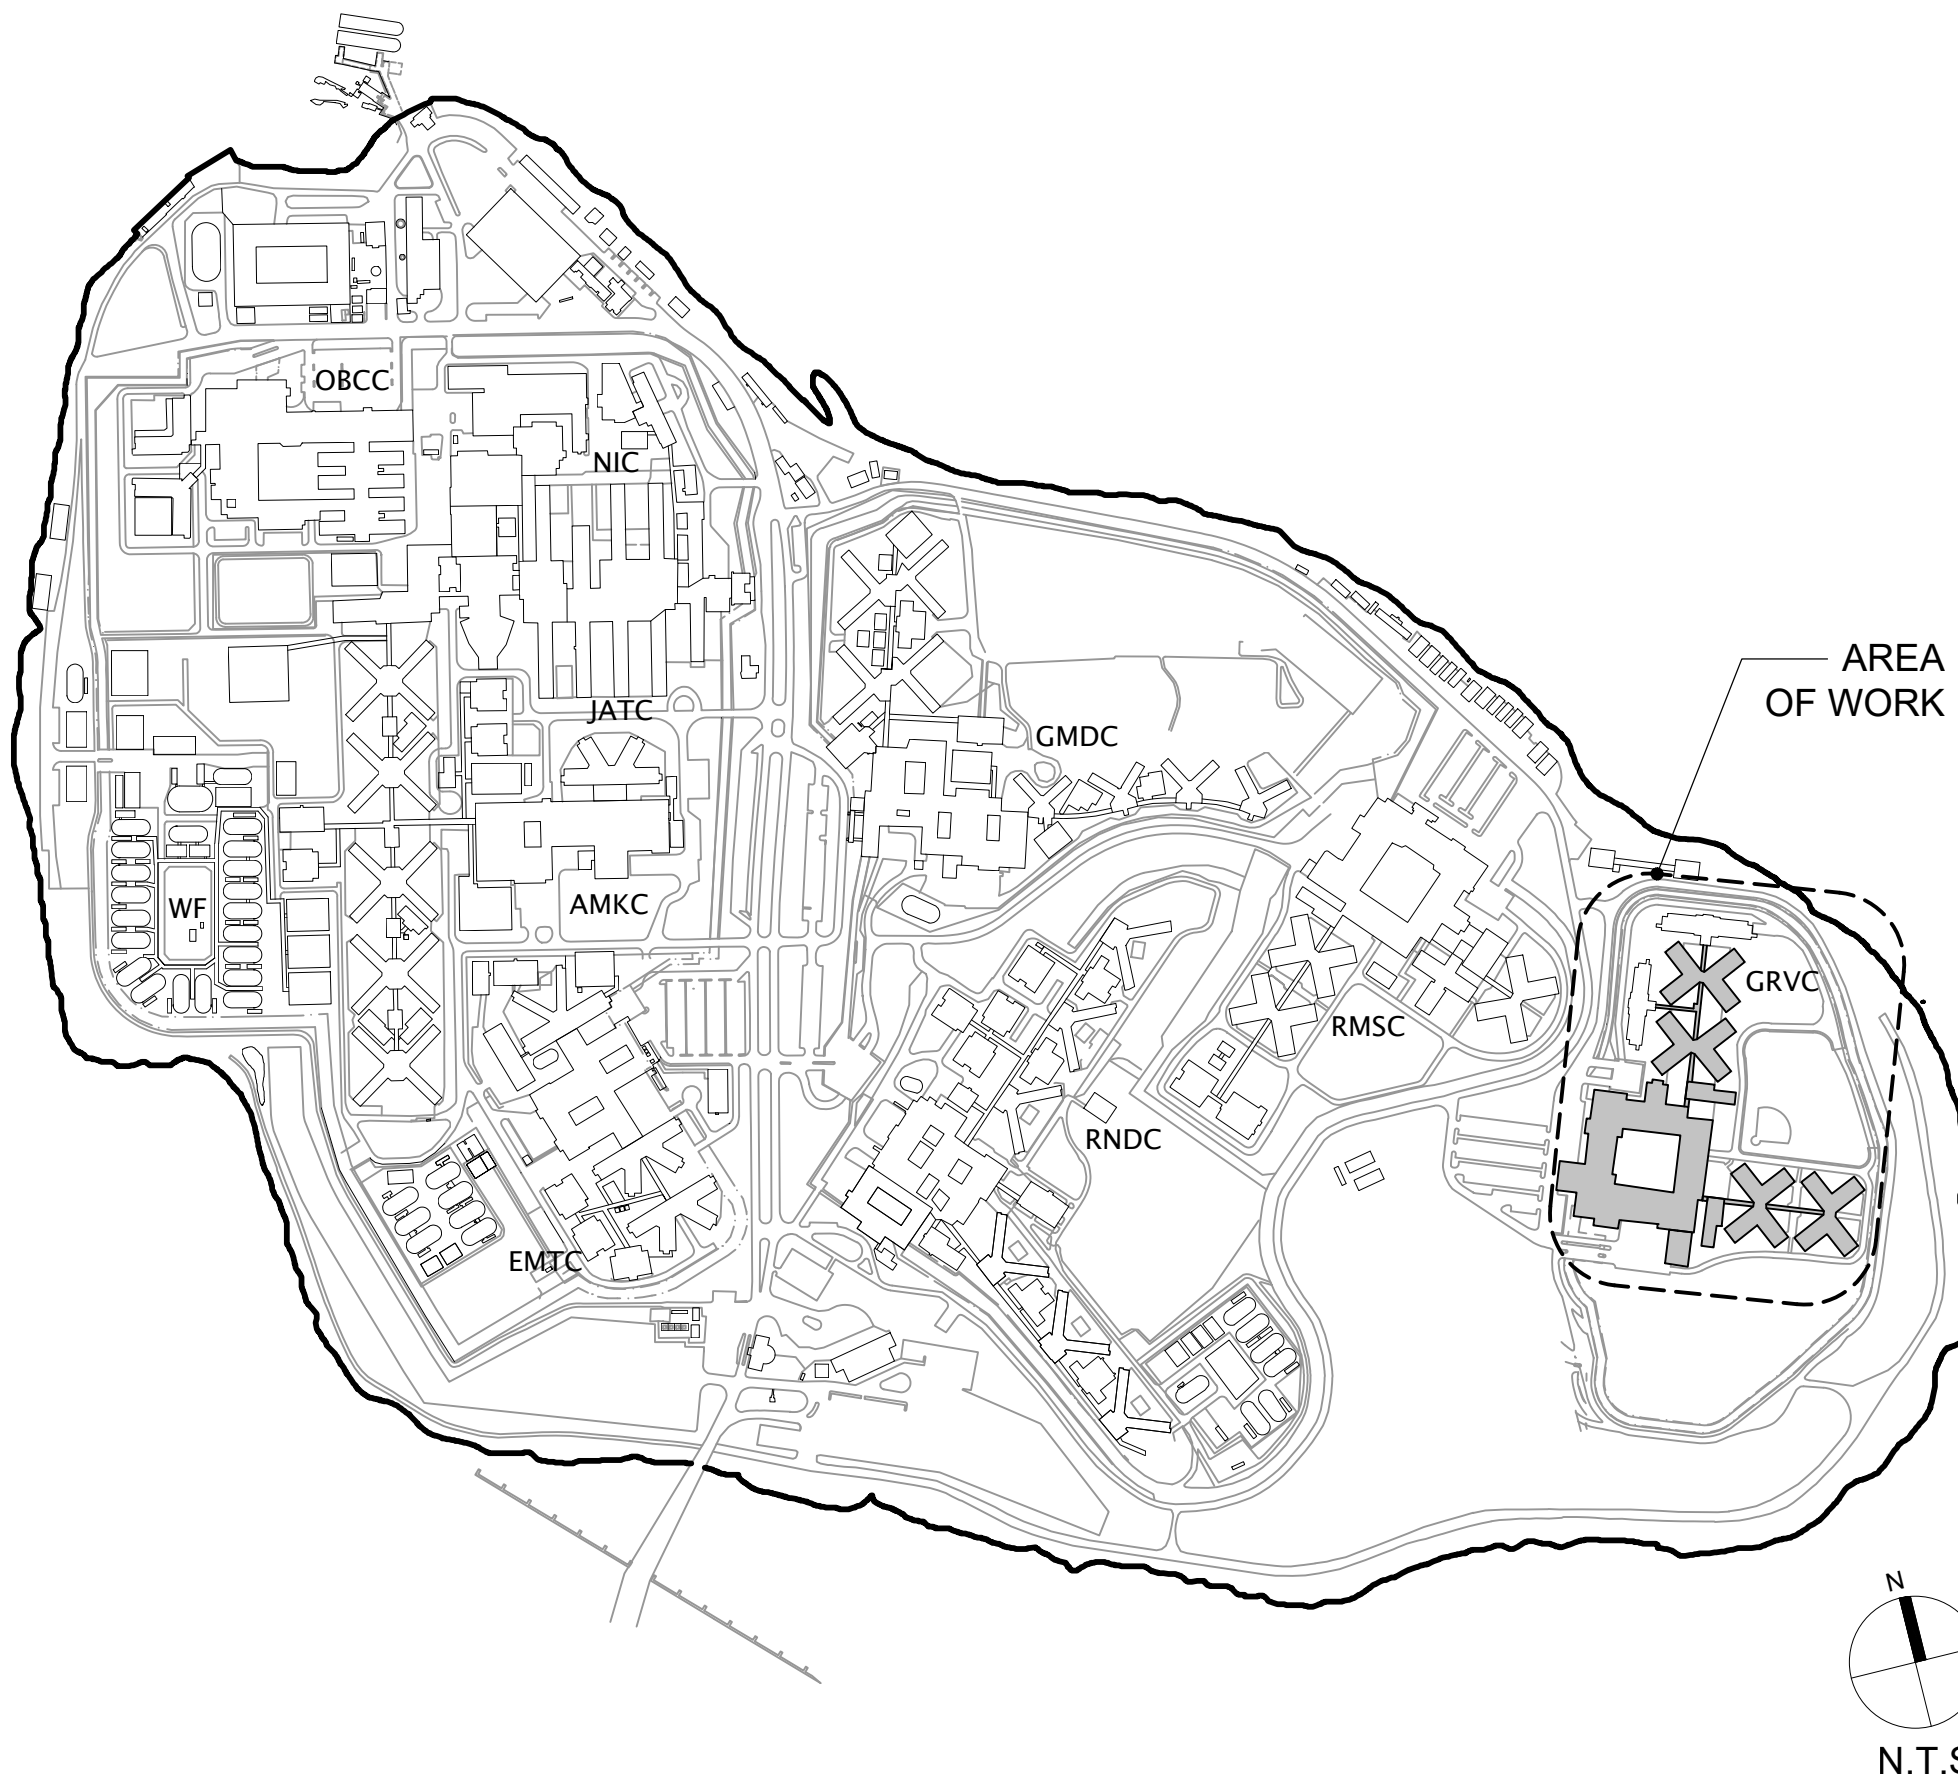 OBCC
NIC
AREA
OF WORK
JATC
GMDC
AMKC
WF
GRVC
RMSC
RNDC
EMTC
N
N.T.S